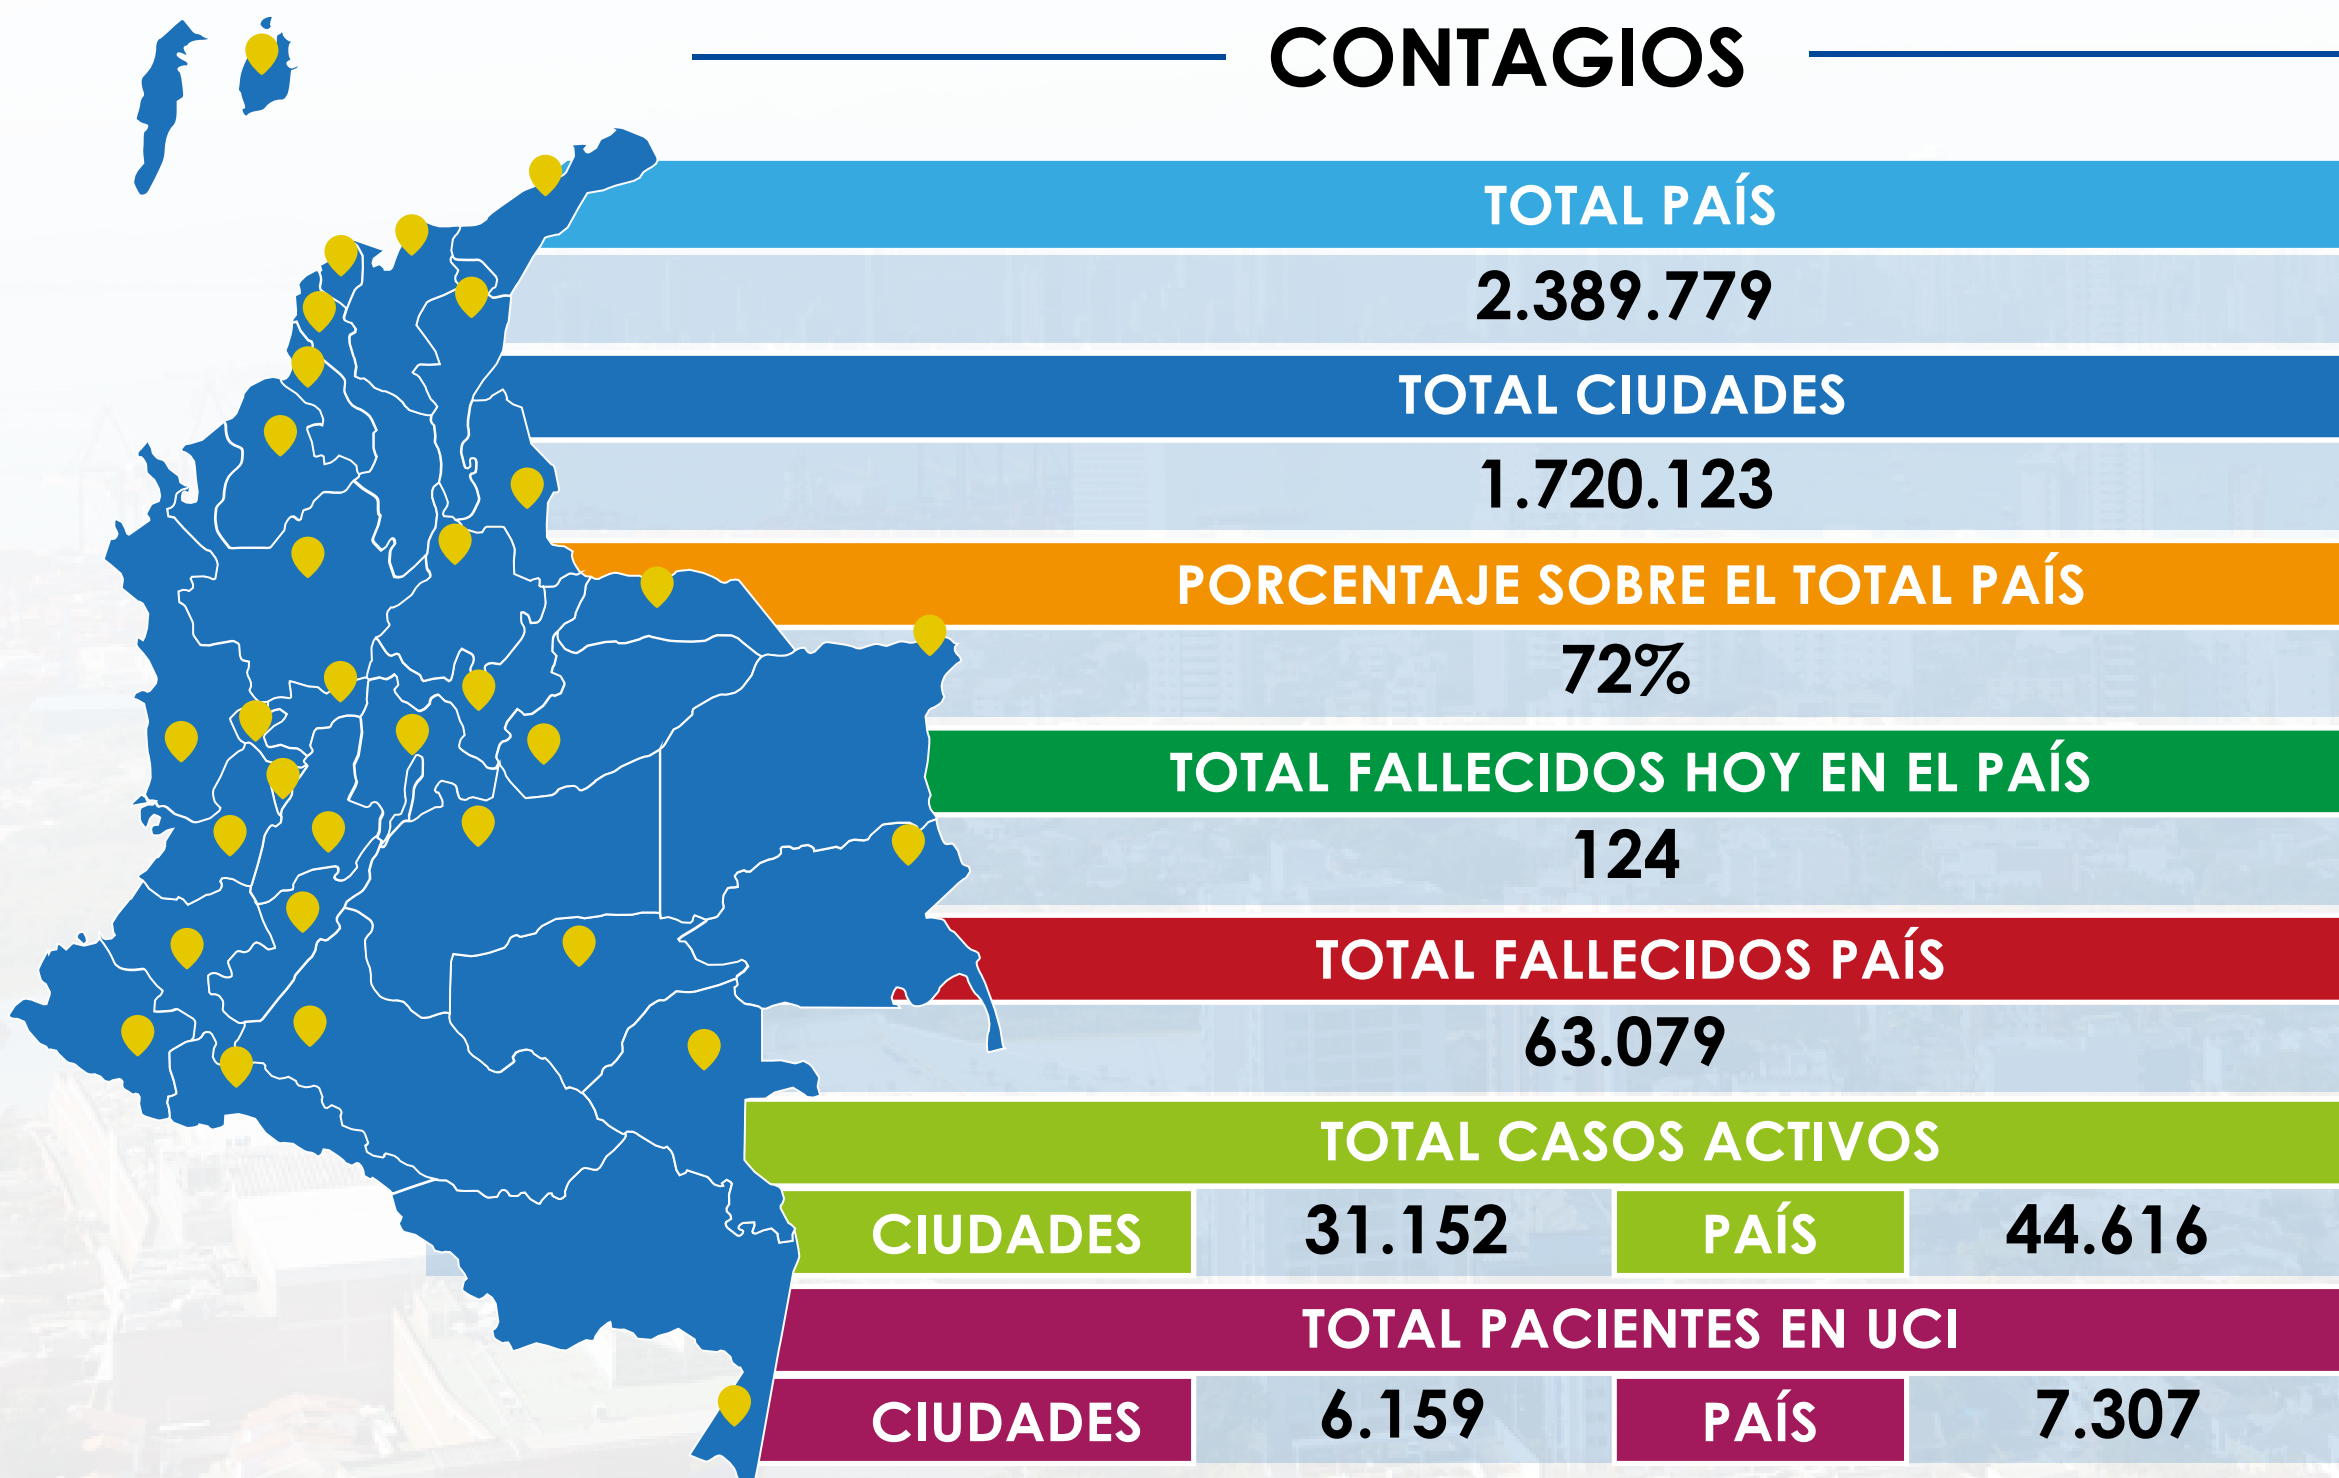 CONTAGIOS
TOTAL PAÍS
2.389.779
TOTAL CIUDADES
1.720.123
PORCENTAJE SOBRE EL TOTAL PAÍS
72%
TOTAL FALLECIDOS HOY EN EL PAÍS
124
TOTAL FALLECIDOS PAÍS
63.079
TOTAL CASOS ACTIVOS
CIUDADES 31.152 PAÍS 44.616
TOTAL PACIENTES EN UCI
CIUDADES 6.159 PAÍS 7.307